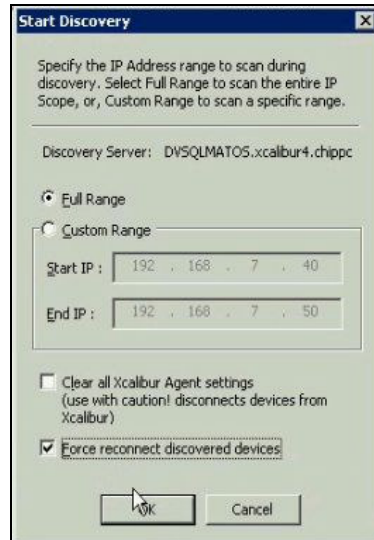 Start Discovery
Specify the IP Address range to scan during
discovery. Select Full Range to scan the entire IP
Scope, or, Custom Range to scan a specific range.
Discovery Server: DVSQLMATOS.xcalibur4.chippc
Full Range
Custom Range
Start IP : 192 . 168 . 7 . 40
End IP : 192 . 168 . 7 . 50
Clear all Xcalibur Agent settings
(use with caution! disconnects devices from
Xcalibur)
Force reconnect discovered devices
OK Cancel